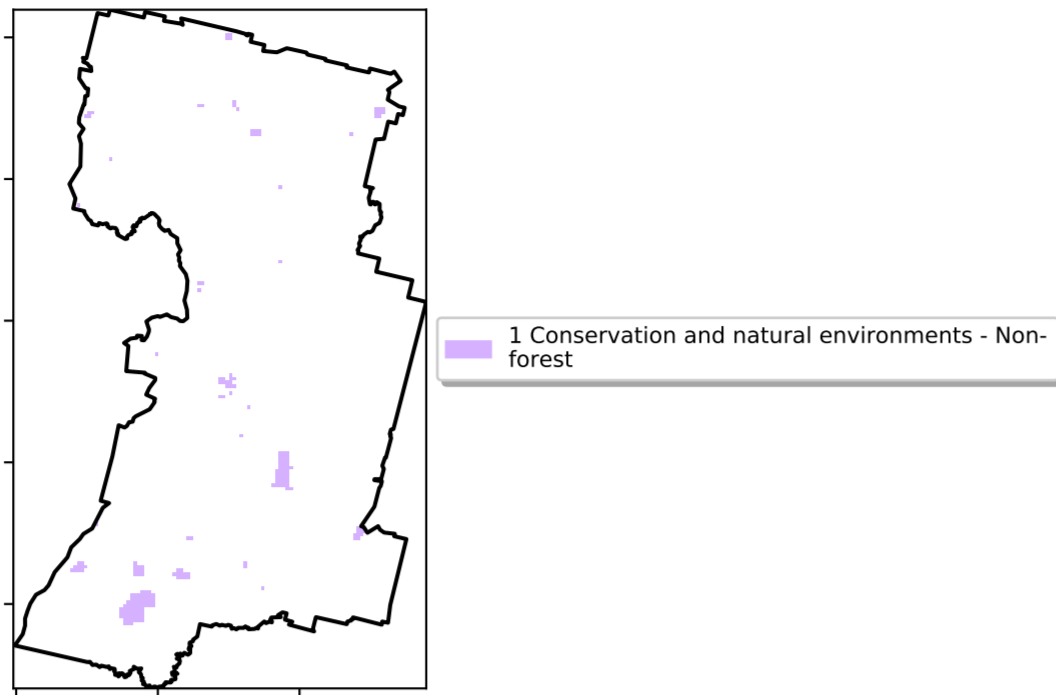 1 Conservation and natural environments - Non-
forest